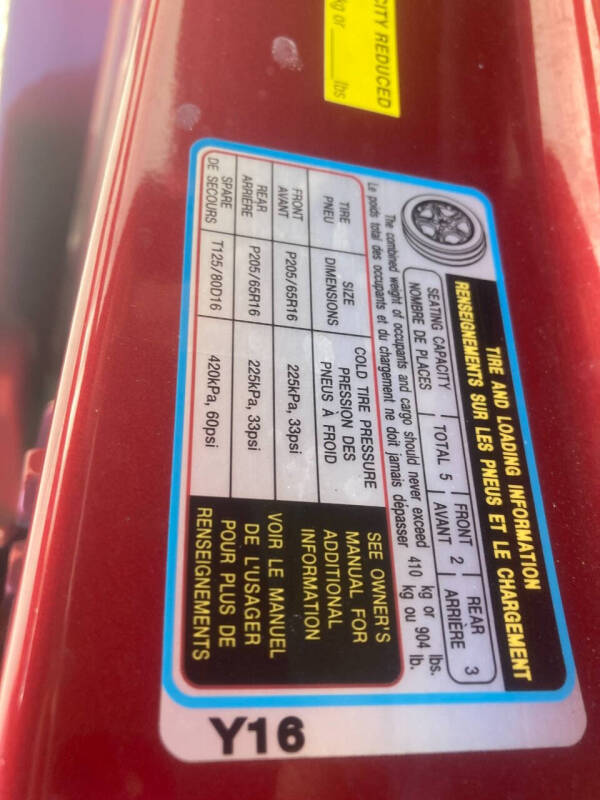 CITY REDUCED
kg or ____ lbs
TIRE AND LOADING INFORMATION
RENSEIGNEMENTS SUR LES PNEUS ET LE CHARGEMENT
SEATING CAPACITY
NOMBRE DE PLACES
TOTAL 5
FRONT
AVANT 2
REAR
ARRIÈRE 3
The combined weight of occupants and cargo should never exceed 410 kg or 904 lbs.
Le poids total des occupants et du chargement ne doit jamais dépasser kg ou lb.
TIRE
PNEU
SIZE
DIMENSIONS
COLD TIRE PRESSURE
PRESSION DES
PNEUS À FROID
FRONT
AVANT
P205/65R16
225kPa, 33psi
REAR
ARRIÈRE
P205/65R16
225kPa, 33psi
SPARE
DE SECOURS
T125/80D16
420kPa, 60psi
SEE OWNER'S
MANUAL FOR
ADDITIONAL
INFORMATION
VOIR LE MANUEL
DE L'USAGER
POUR PLUS DE
RENSEIGNEMENTS
Y16